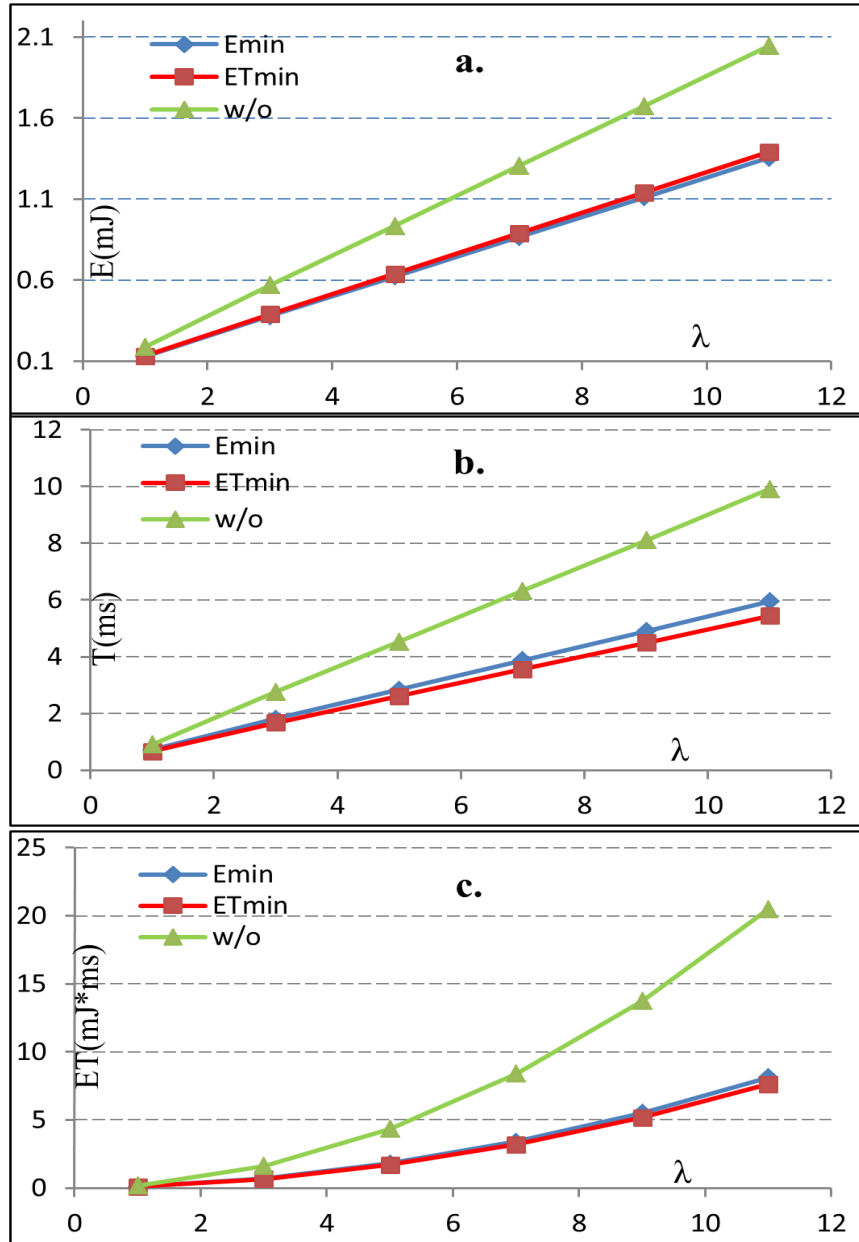 2.1
1.6
1.1
0.6
0.1
E(mJ)
Emin
ETmin
w/o
a.
λ
0 2 4 6 8 10 12
12
10
8
6
4
2
0
T(ms)
Emin
ETmin
w/o
b.
λ
0 2 4 6 8 10 12
25
20
15
10
5
0
ET(mJ*ms)
Emin
ETmin
w/o
c.
λ
0 2 4 6 8 10 12